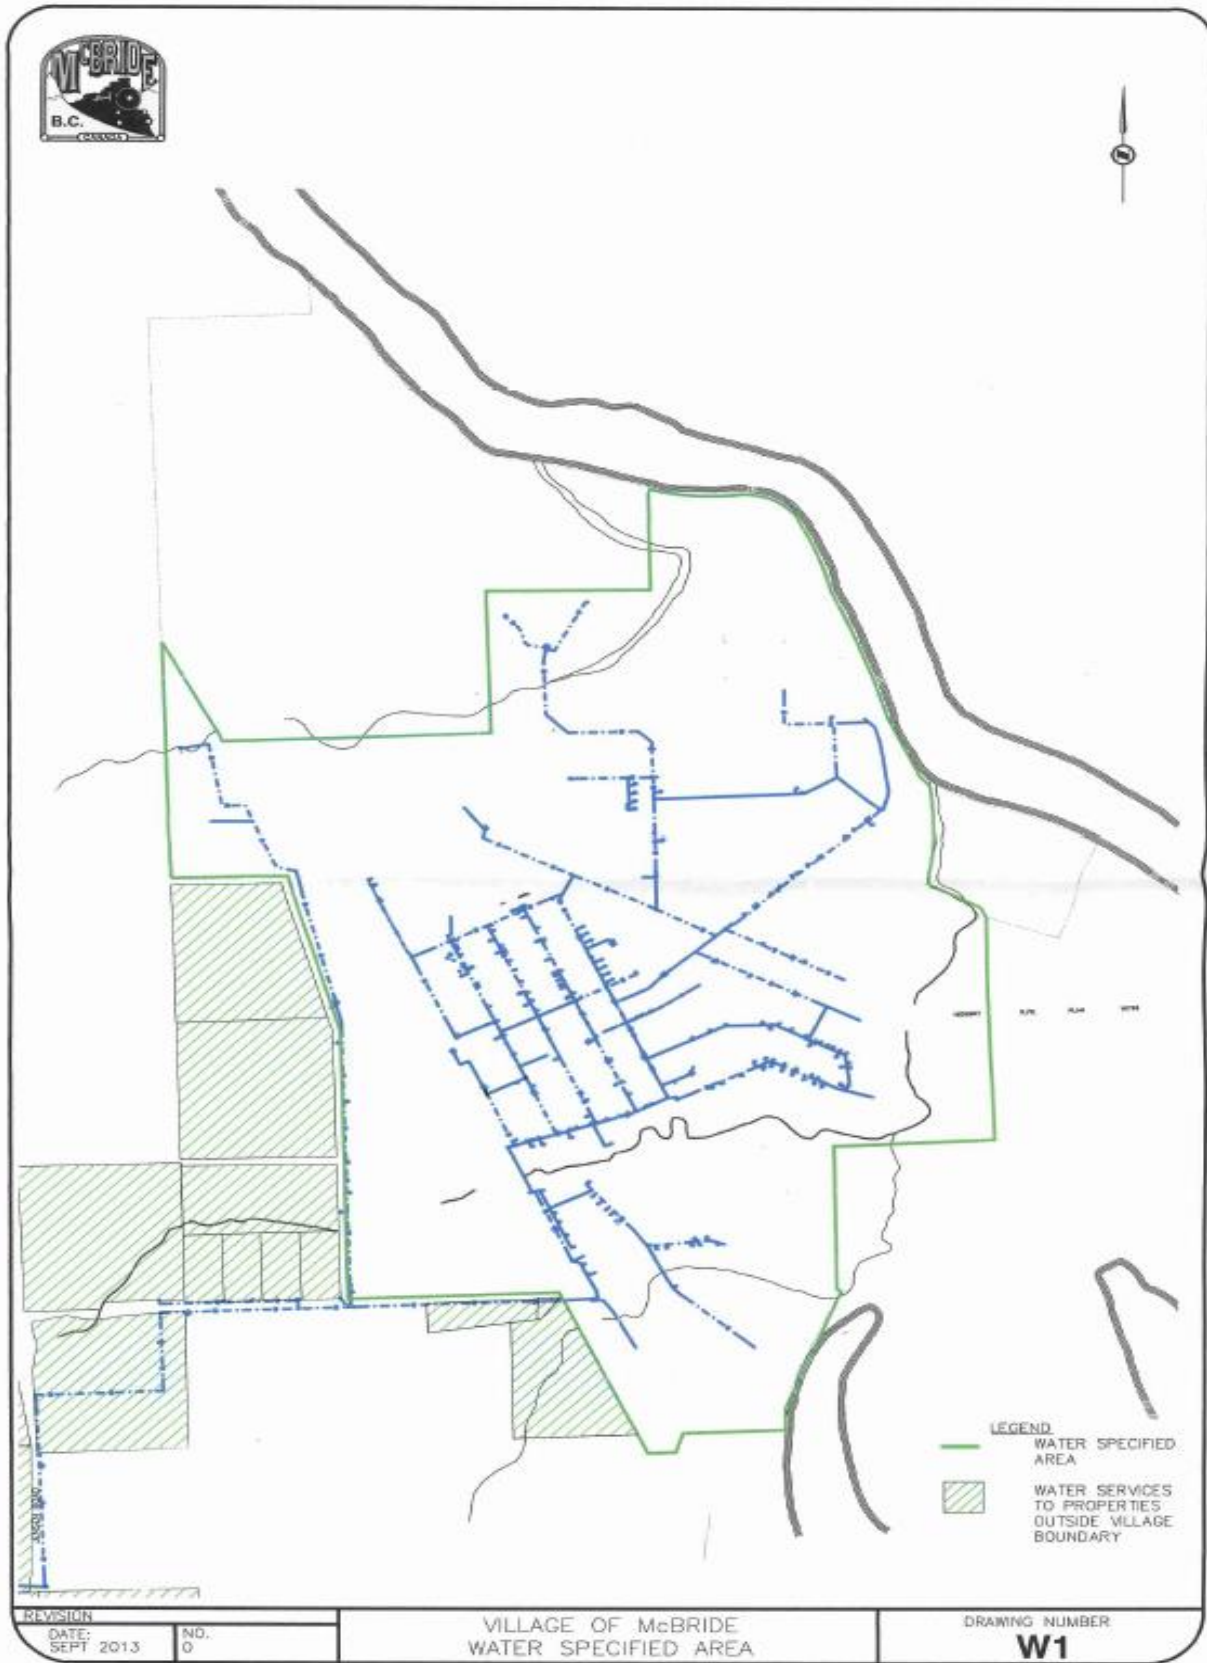 McBRIDE
B.C.
CANADA
LEGEND
WATER SPECIFIED
AREA
WATER SERVICES
TO PROPERTIES
OUTSIDE VILLAGE
BOUNDARY
REVISION
DATE:
SEPT 2013
NO.
0
VILLAGE OF McBRIDE
WATER SPECIFIED AREA
DRAWING NUMBER
W1